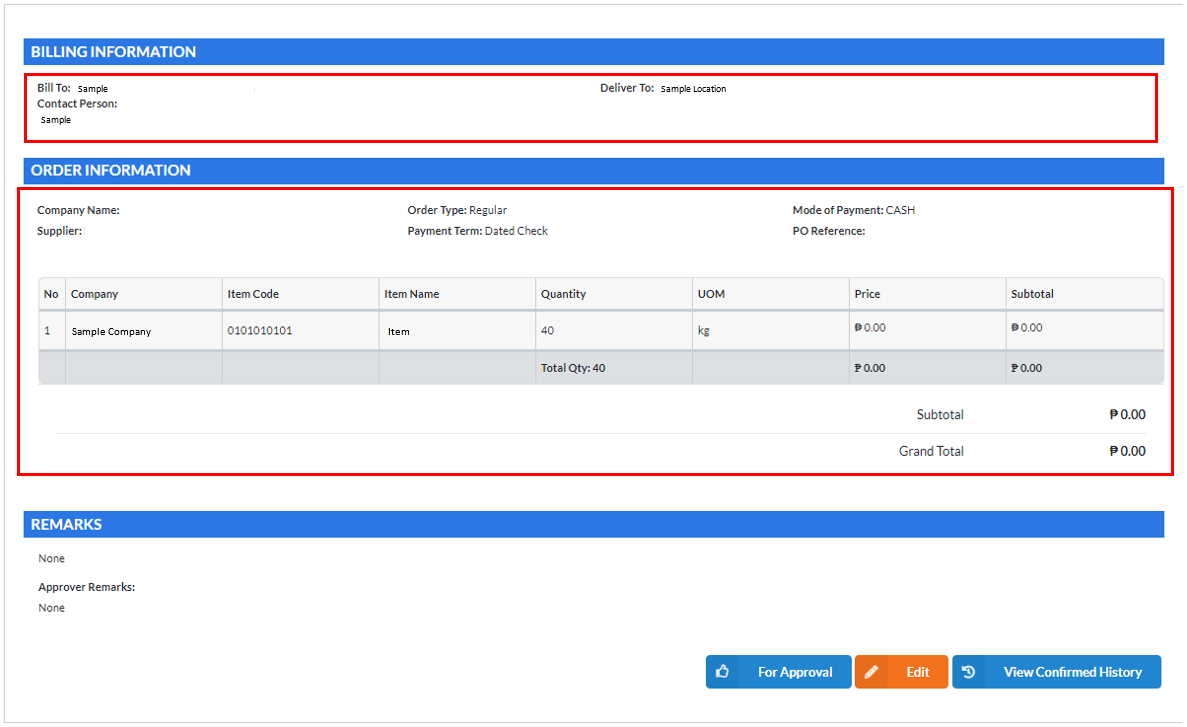 BILLING INFORMATION
Bill To: Sample Deliver To: Sample Location
Contact Person:
Sample
ORDER INFORMATION
Company Name: Order Type: Regular Mode of Payment: CASH
Supplier: Payment Term: Dated Check PO Reference:
No Company Item Code Item Name Quantity UOM Price Subtotal
1 Sample Company 0101010101 Item 40 kg ₱ 0.00 ₱ 0.00
Total Qty: 40 ₱ 0.00 ₱ 0.00
Subtotal ₱ 0.00
Grand Total ₱ 0.00
REMARKS
None
Approver Remarks:
None
For Approval Edit View Confirmed History